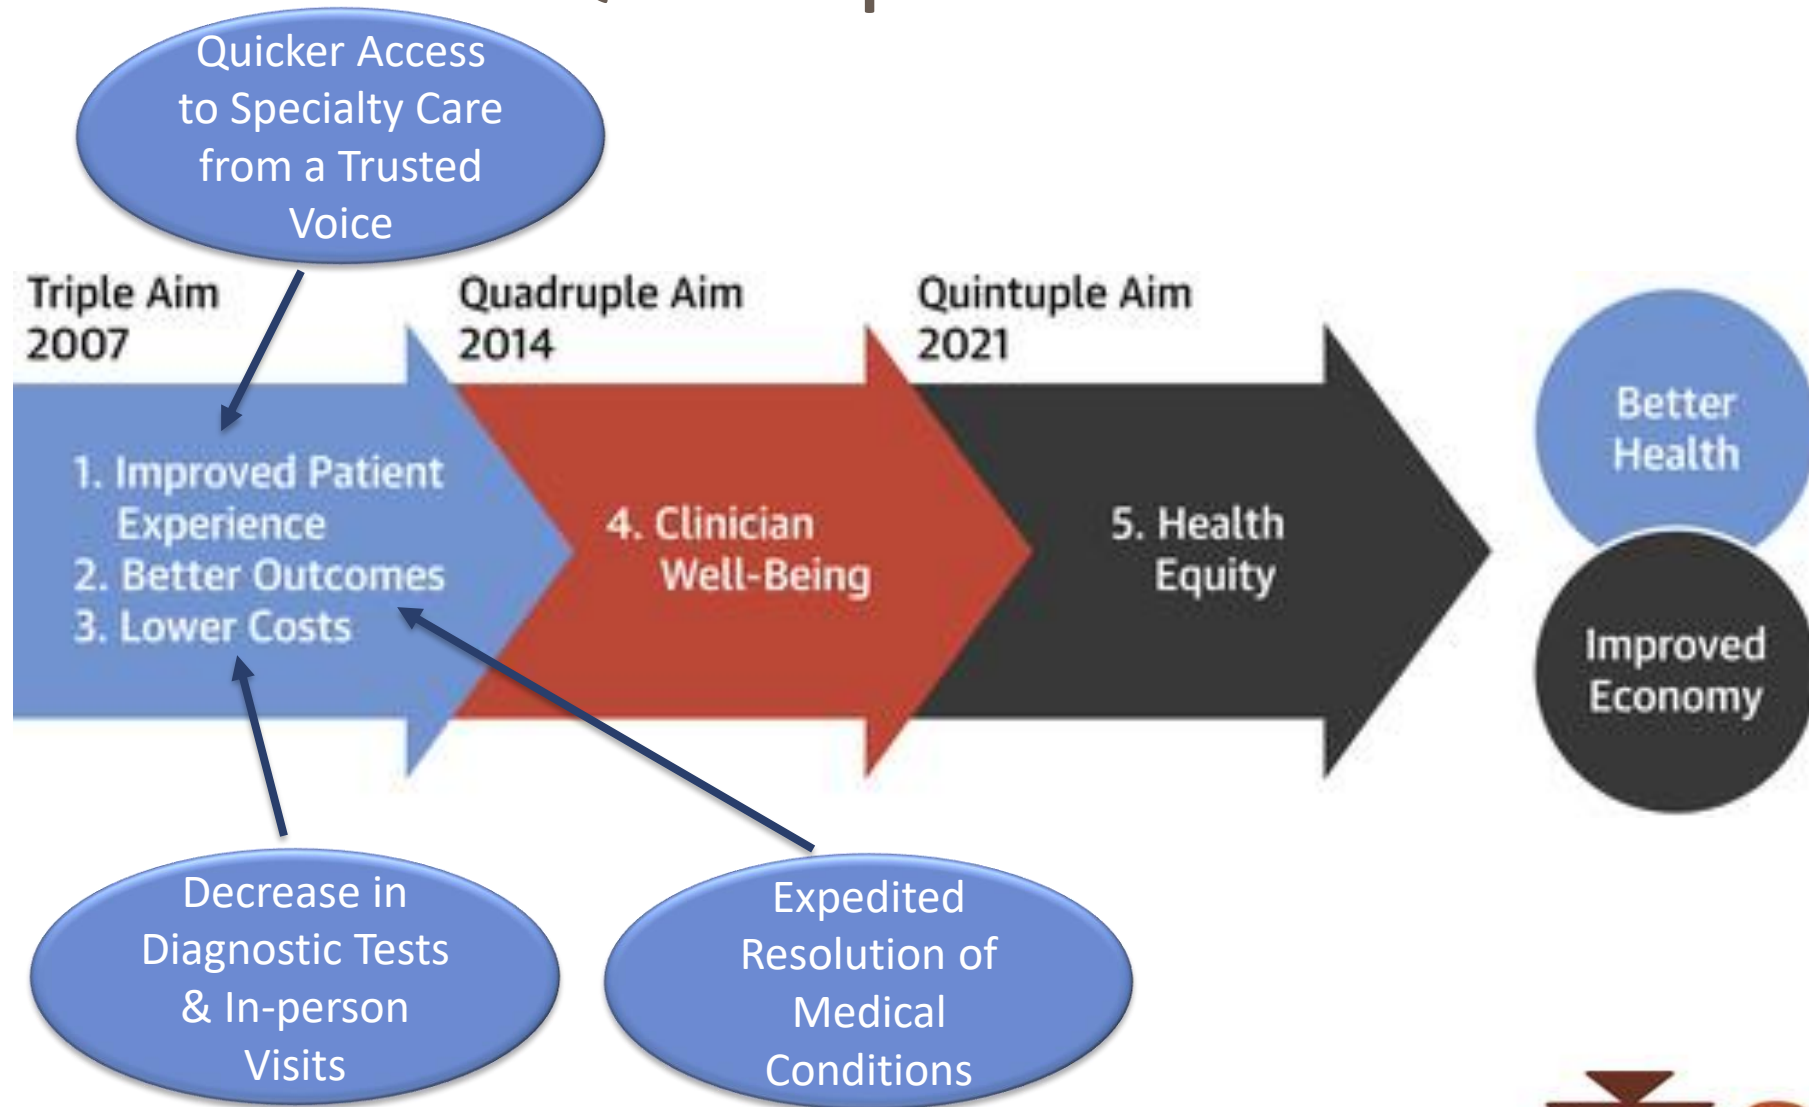 Quicker Access
to Specialty Care
from a Trusted
Voice
Triple Aim
2007
Quadruple Aim
2014
Quintuple Aim
2021
1. Improved Patient
Experience
2. Better Outcomes
3. Lower Costs
4. Clinician
Well-Being
5. Health
Equity
Better
Health
Improved
Economy
Decrease in
Diagnostic Tests
& In-person
Visits
Expedited
Resolution of
Medical
Conditions